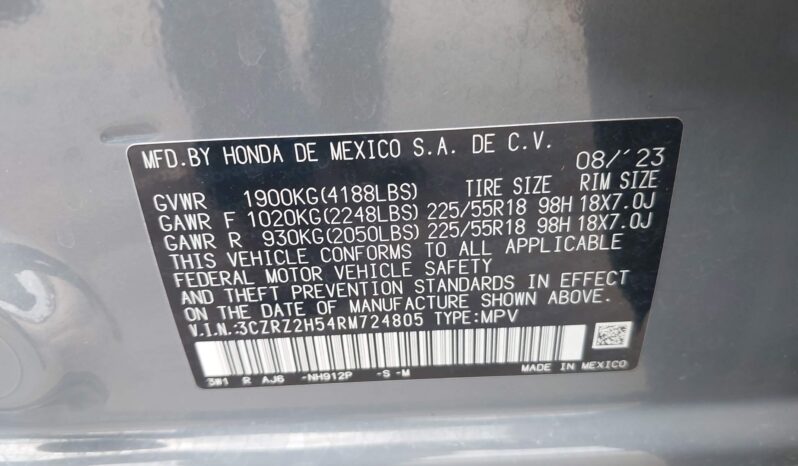 MFD.BY HONDA DE MEXICO S.A. DE C.V. 08/'23
GVWR 1900KG(4188LBS) TIRE SIZE RIM SIZE
GAWR F 1020KG(2248LBS) 225/55R18 98H 18X7.0J
GAWR R 930KG(2050LBS) 225/55R18 98H 18X7.0J
THIS VEHICLE CONFORMS TO ALL APPLICABLE
FEDERAL MOTOR VEHICLE SAFETY
AND THEFT PREVENTION STANDARDS IN EFFECT
ON THE DATE OF MANUFACTURE SHOWN ABOVE.
V.I.N.:3CZRZ2H54RM724805 TYPE:MPV
3W1 R AJ6 -NH912P -S -M MADE IN MEXICO